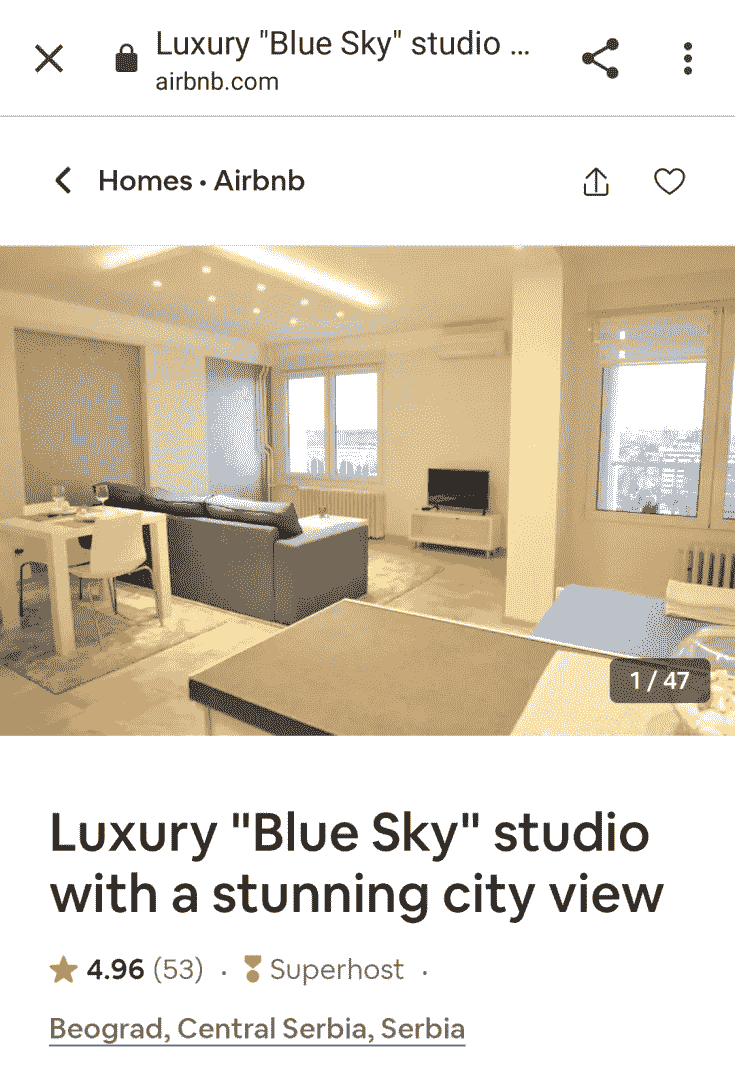 Luxury "Blue Sky" studio ...
airbnb.com
Homes · Airbnb
1 / 47
Luxury "Blue Sky" studio
with a stunning city view
4.96 (53) · Superhost ·
Beograd, Central Serbia, Serbia